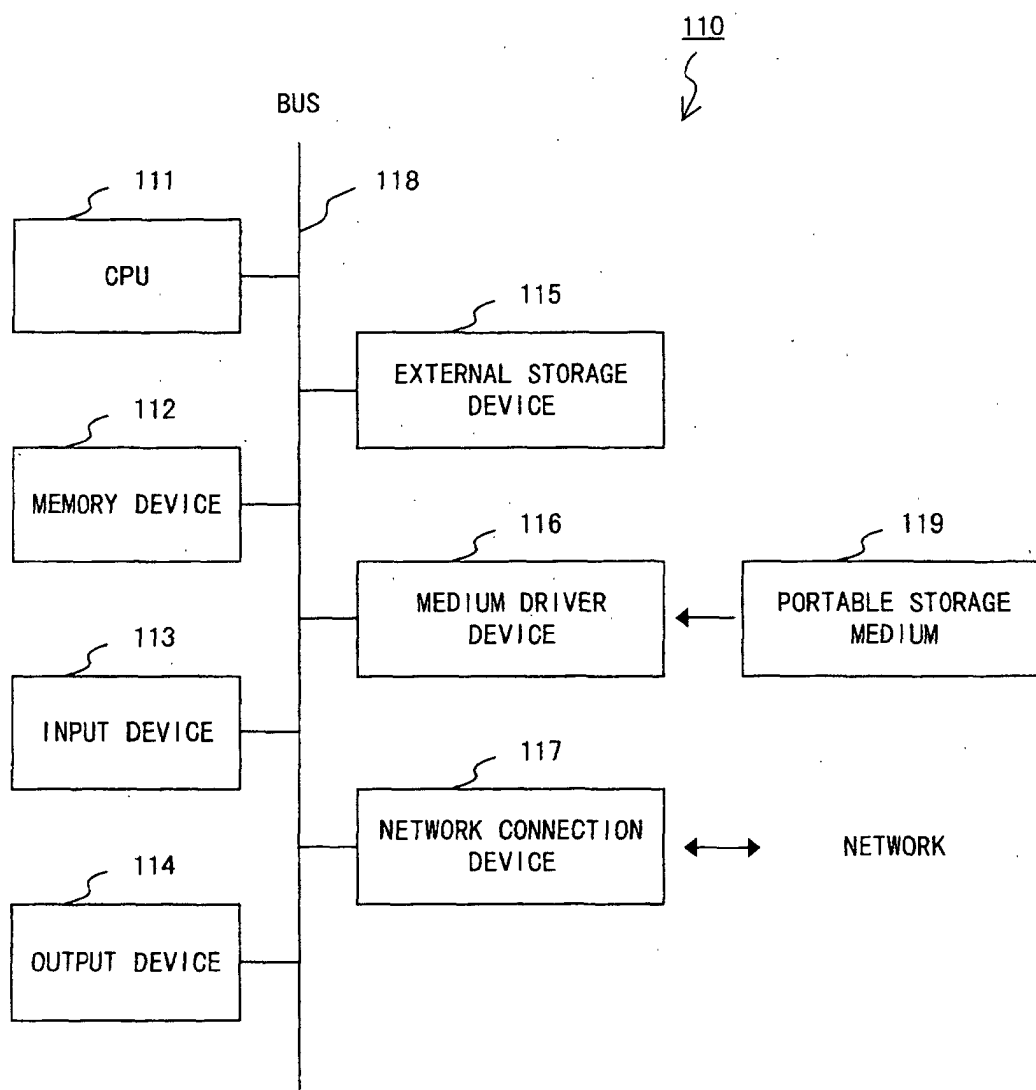 110
BUS
111
118
CPU
115
EXTERNAL STORAGE
DEVICE
112
MEMORY DEVICE
116
119
MEDIUM DRIVER
DEVICE
PORTABLE STORAGE
MEDIUM
113
INPUT DEVICE
117
NETWORK CONNECTION
DEVICE
NETWORK
114
OUTPUT DEVICE